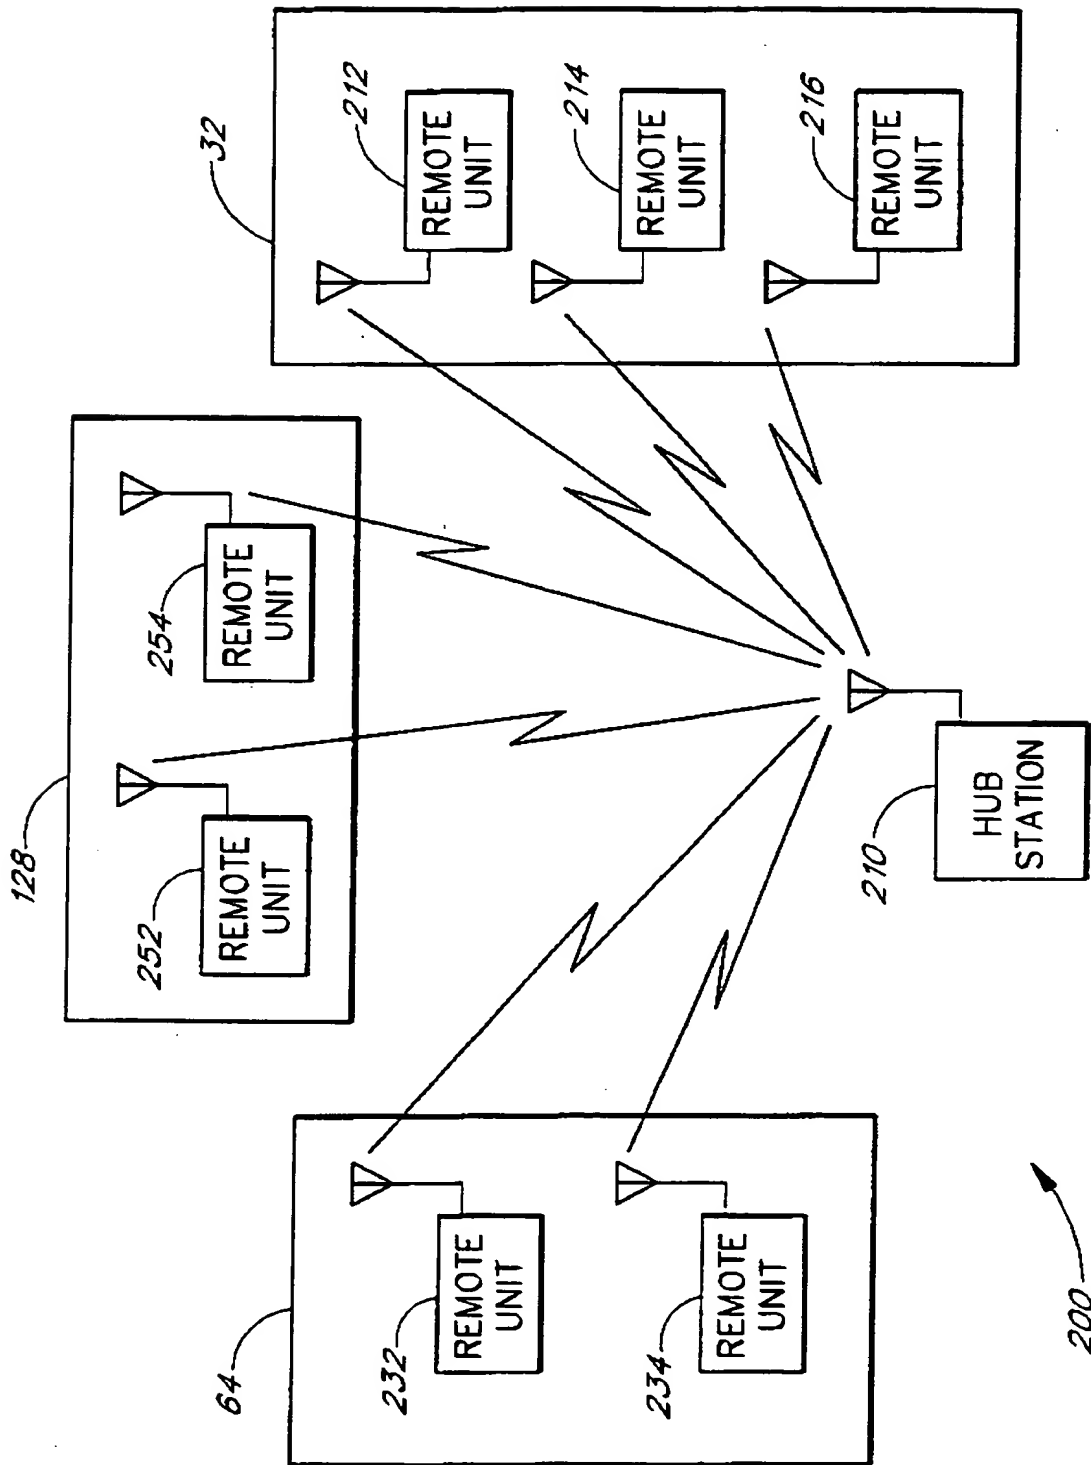 128
252
REMOTE
UNIT
254
REMOTE
UNIT
32
212
REMOTE
UNIT
214
REMOTE
UNIT
216
REMOTE
UNIT
64
232
REMOTE
UNIT
234
REMOTE
UNIT
210
HUB
STATION
200